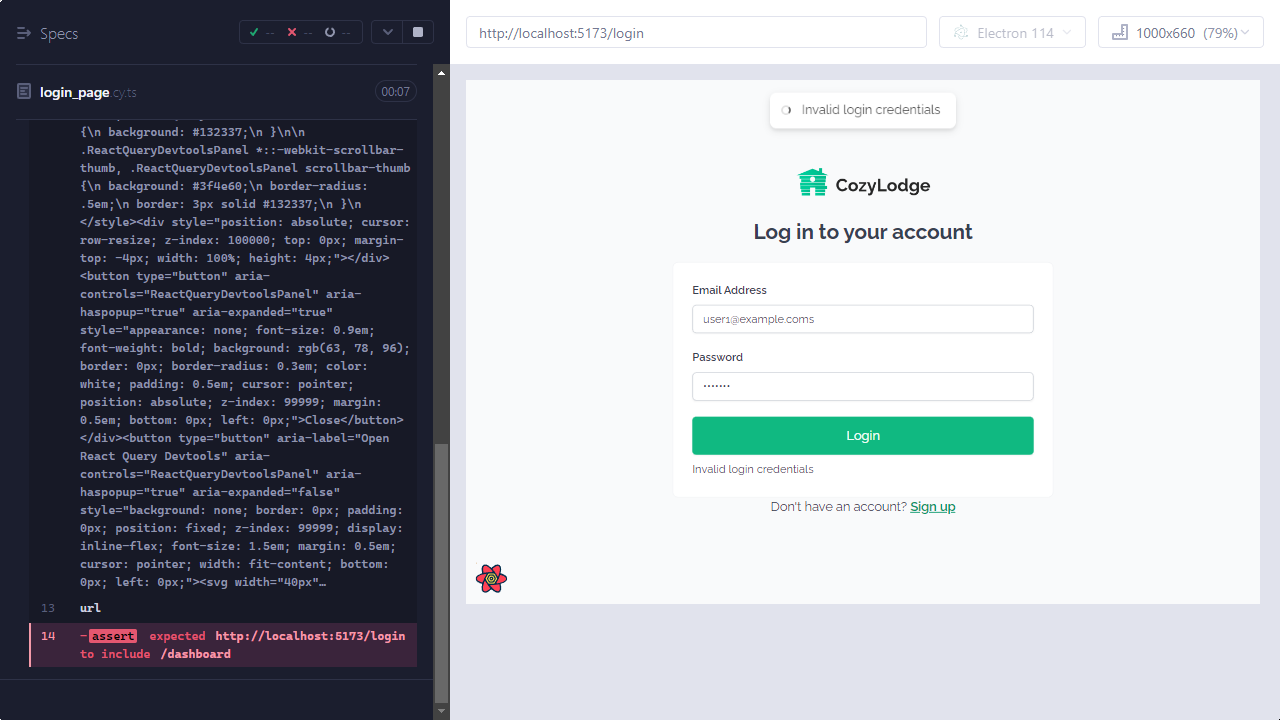 Specs
-- -- --
login_page.cy.ts
00:07
{\n background: #132337;\n }\n\n
.ReactQueryDevtoolsPanel *::-webkit-scrollbar-
thumb, .ReactQueryDevtoolsPanel scrollbar-thumb
{\n background: #3f4e60;\n border-radius:
.5em;\n border: 3px solid #132337;\n }\n
</style><div style="position: absolute; cursor:
row-resize; z-index: 100000; top: 0px; margin-
top: -4px; width: 100%; height: 4px;"></div>
<button type="button" aria-
controls="ReactQueryDevtoolsPanel" aria-
haspopup="true" aria-expanded="true"
style="appearance: none; font-size: 0.9em;
font-weight: bold; background: rgb(63, 78, 96);
border: 0px; border-radius: 0.3em; color:
white; padding: 0.5em; cursor: pointer;
position: absolute; z-index: 99999; margin:
0.5em; bottom: 0px; left: 0px;">Close</button>
</div><button type="button" aria-label="Open
React Query Devtools" aria-
controls="ReactQueryDevtoolsPanel" aria-
haspopup="true" aria-expanded="false"
style="background: none; border: 0px; padding:
0px; position: fixed; z-index: 99999; display:
inline-flex; font-size: 1.5em; margin: 0.5em;
cursor: pointer; width: fit-content; bottom:
0px; left: 0px;"><svg width="40px"…
13 url
14 -assert expected http://localhost:5173/login
to include /dashboard
http://localhost:5173/login
Electron 114
1000x660 (79%)
Invalid login credentials
CozyLodge
Log in to your account
Email Address
user1@example.coms
Password
•••••••
Login
Invalid login credentials
Don't have an account? Sign up